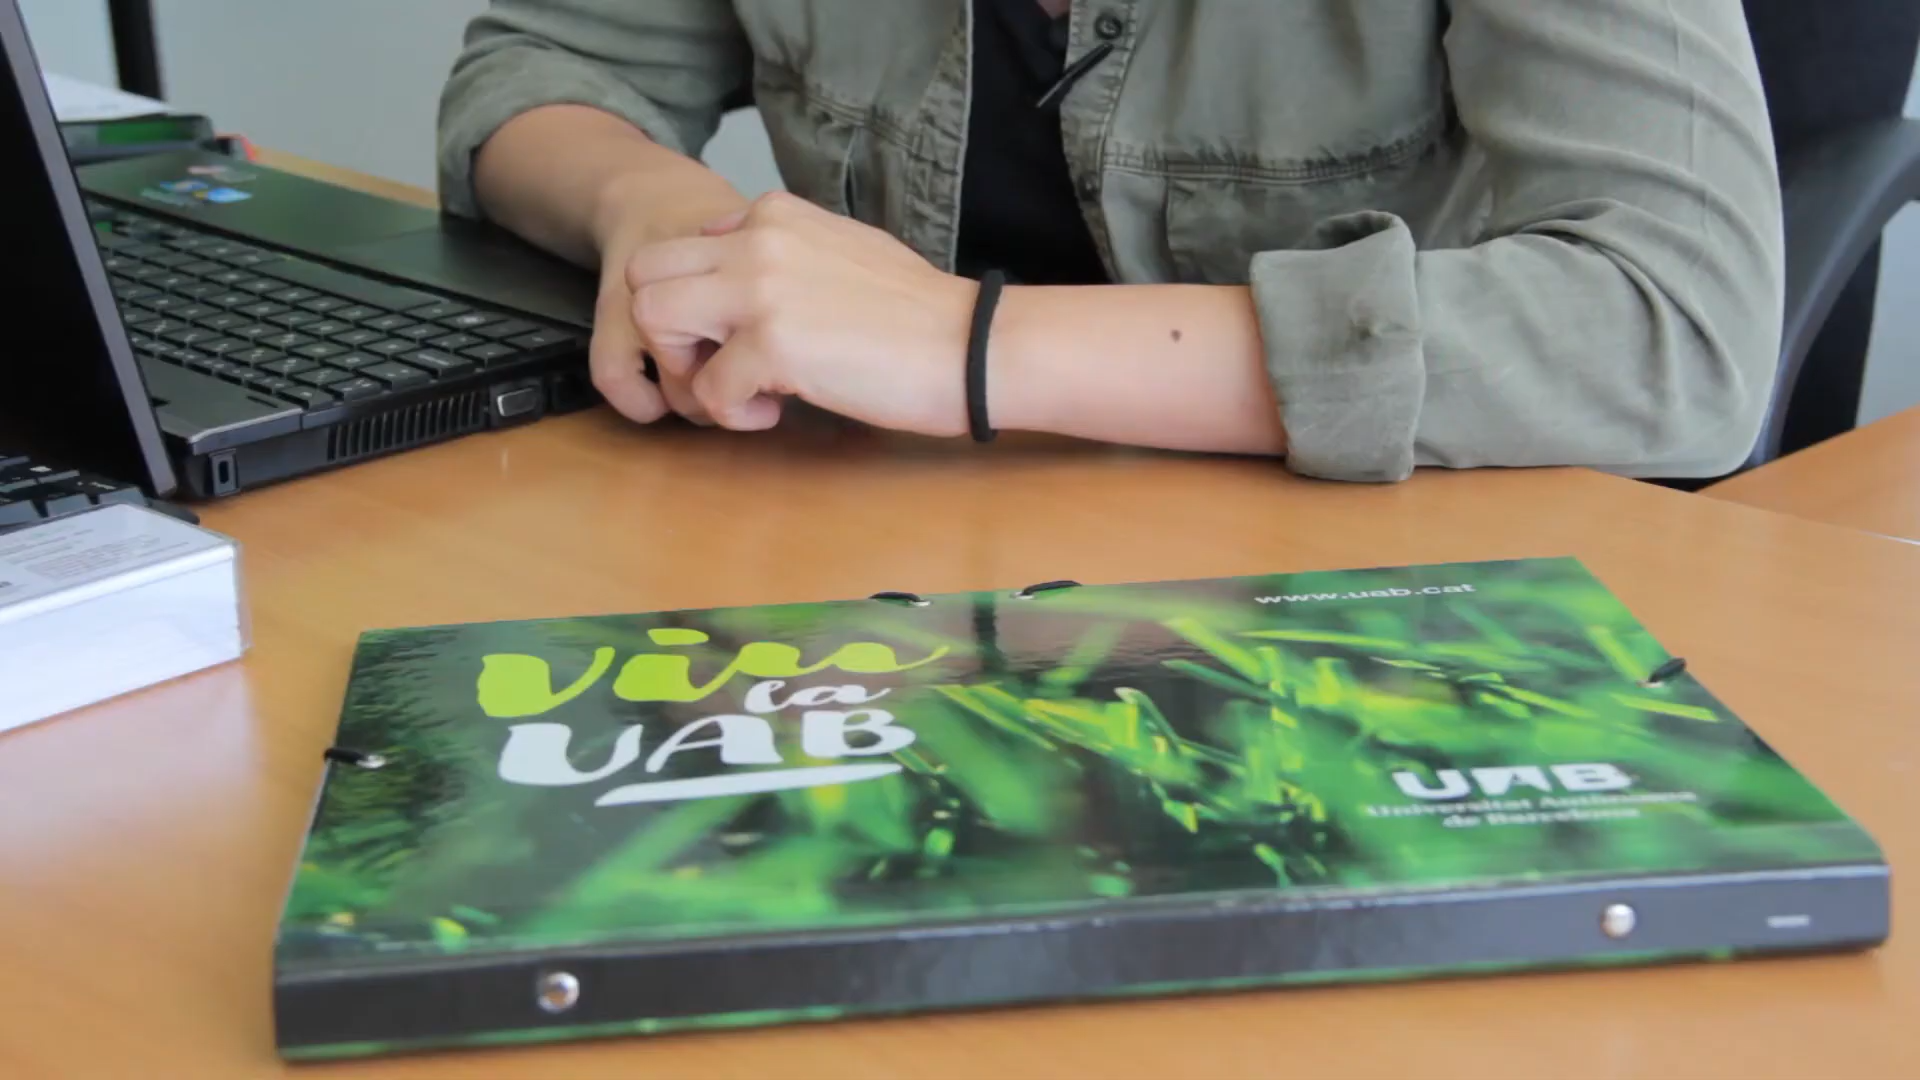 www.uab.cat
viu
la
UAB
UAB
Universitat Autònoma
de Barcelona